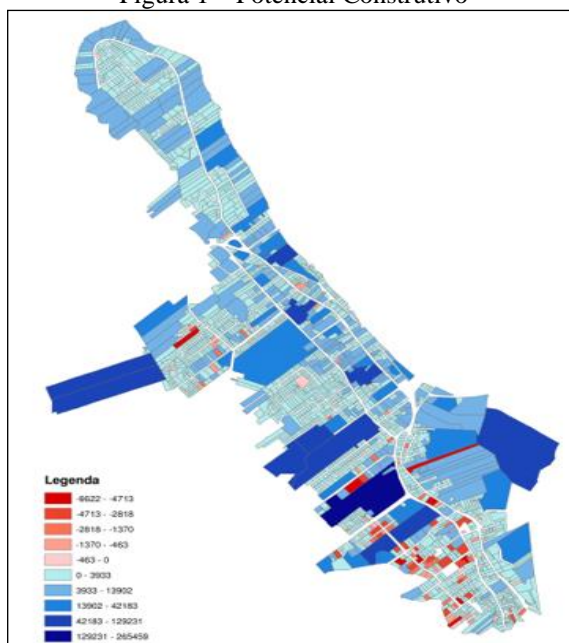 Figura 1 – Potencial Construtivo
Legenda
-8622 - -4713
-4713 - -2818
-2818 - -1370
-1370 - -463
-463 - 0
0 - 3933
3933 - 13902
13902 - 42183
42183 - 129231
129231 - 265459